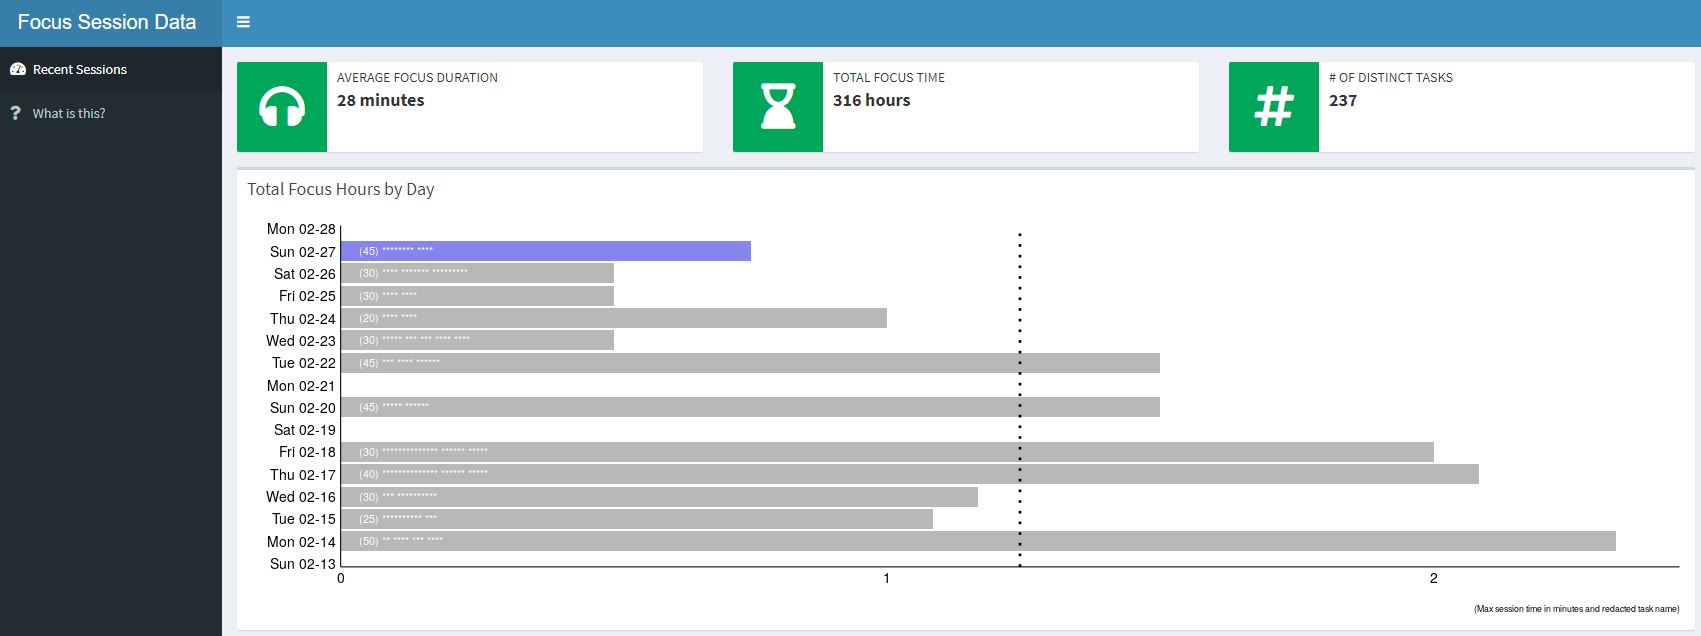 Focus Session Data
Recent Sessions
What is this?
AVERAGE FOCUS DURATION
28 minutes
TOTAL FOCUS TIME
316 hours
# OF DISTINCT TASKS
237
Total Focus Hours by Day
Mon 02-28
Sun 02-27 (45) ******** ****
Sat 02-26 (30) **** ******* *********
Fri 02-25 (30) **** ****
Thu 02-24 (20) **** ****
Wed 02-23 (30) ***** *** *** **** ****
Tue 02-22 (45) *** **** ******
Mon 02-21
Sun 02-20 (45) ***** ******
Sat 02-19
Fri 02-18 (30) ************** ****** *****
Thu 02-17 (40) ************** ****** *****
Wed 02-16 (30) *** **********
Tue 02-15 (25) ********** ***
Mon 02-14 (50) ** **** *** ****
Sun 02-13
0 1 2
(Max session time in minutes and redacted task name)